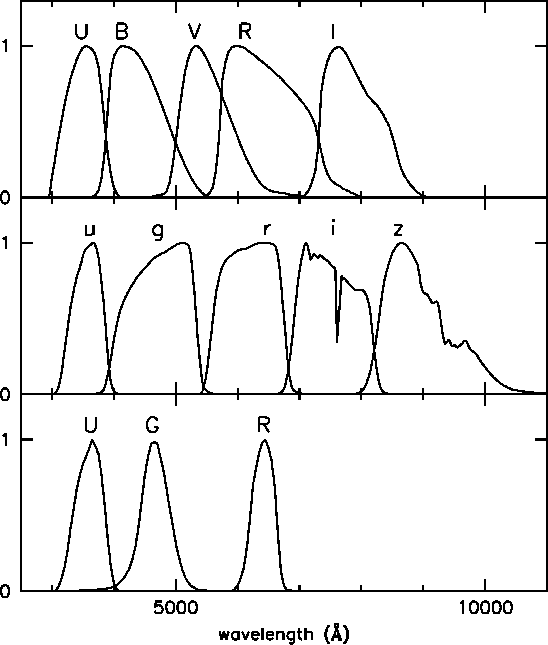 1
U B V R I
0
1
u g r i z
0
1
U G R
0
5000 10000
wavelength (Å)